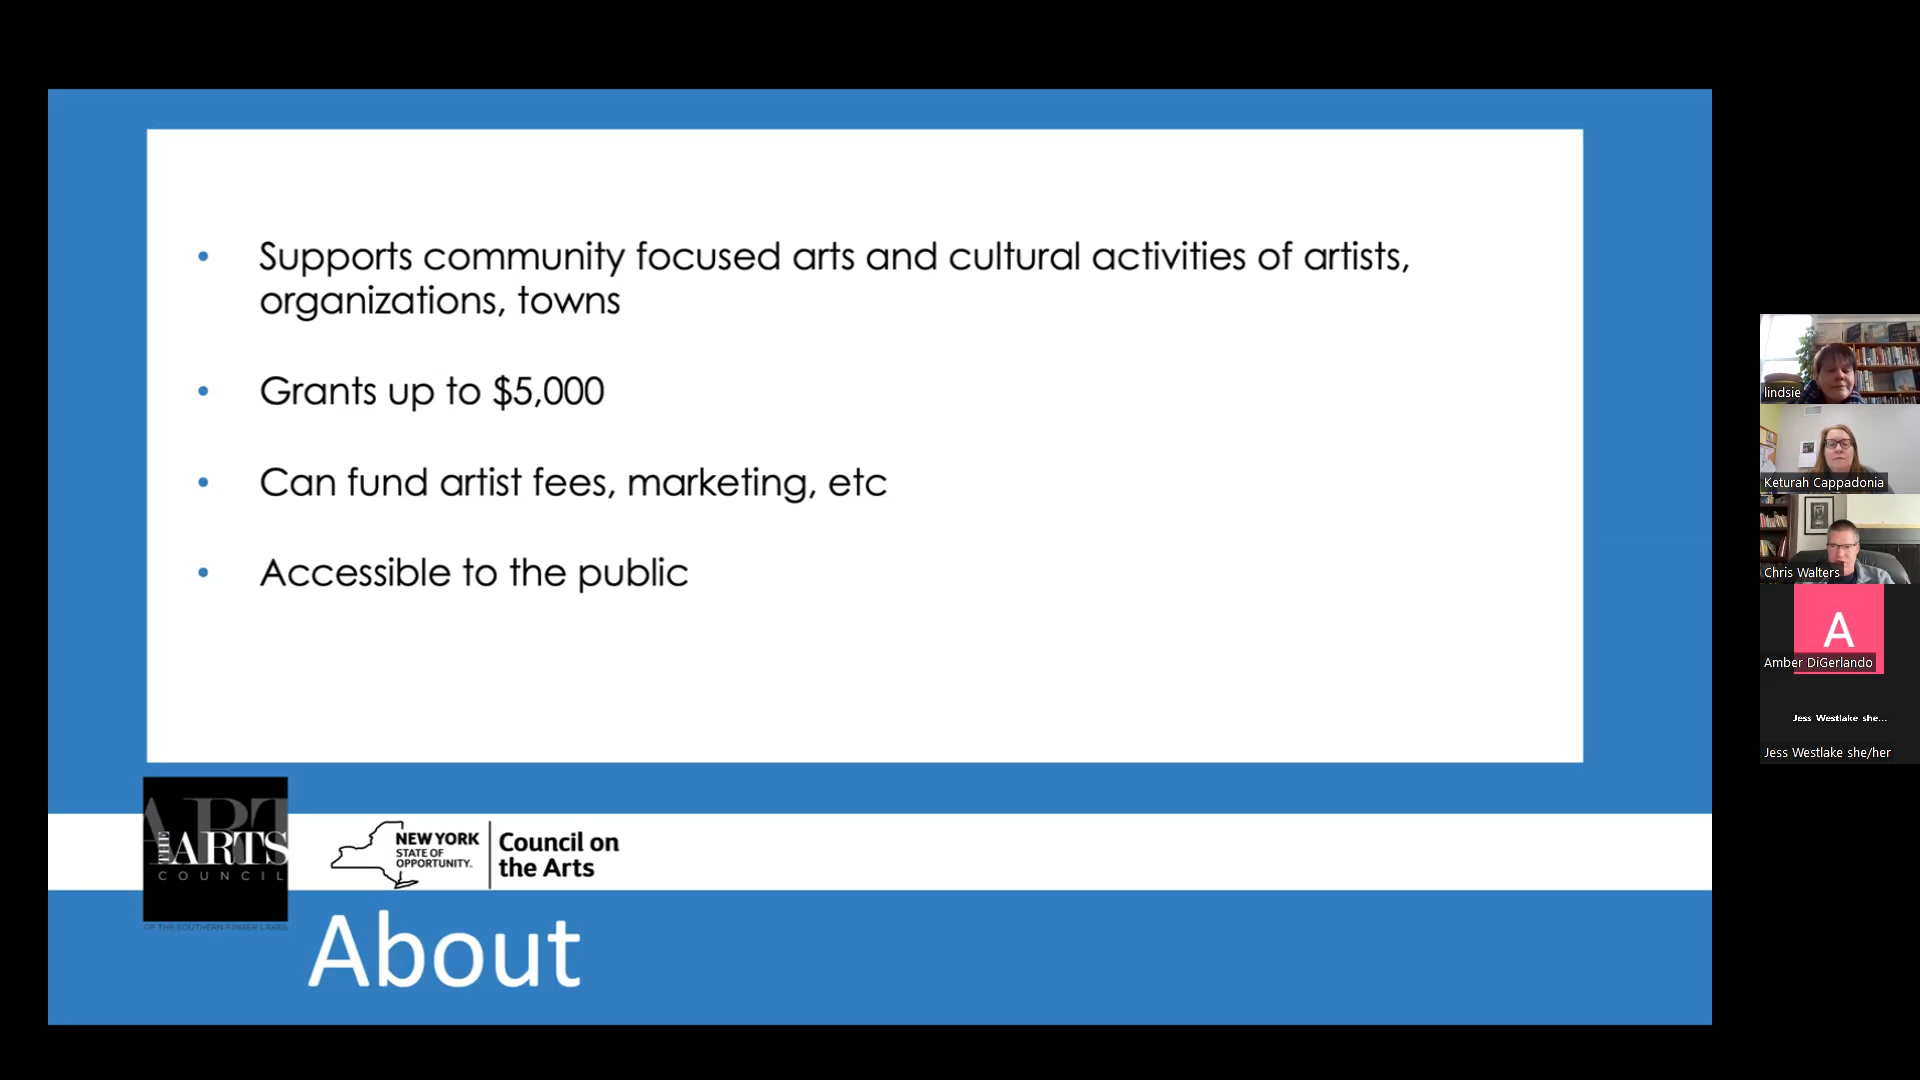 Supports community focused arts and cultural activities of artists,
organizations, towns
Grants up to $5,000
Can fund artist fees, marketing, etc
Accessible to the public
ART
THE ARTS
COUNCIL
OF THE SOUTHERN FINGER LAKES
NEW YORK
STATE OF
OPPORTUNITY.
Council on
the Arts
About
lindsie
Keturah Cappadonia
Chris Walters
A
Amber DiGerlando
Jess Westlake she...
Jess Westlake she/her